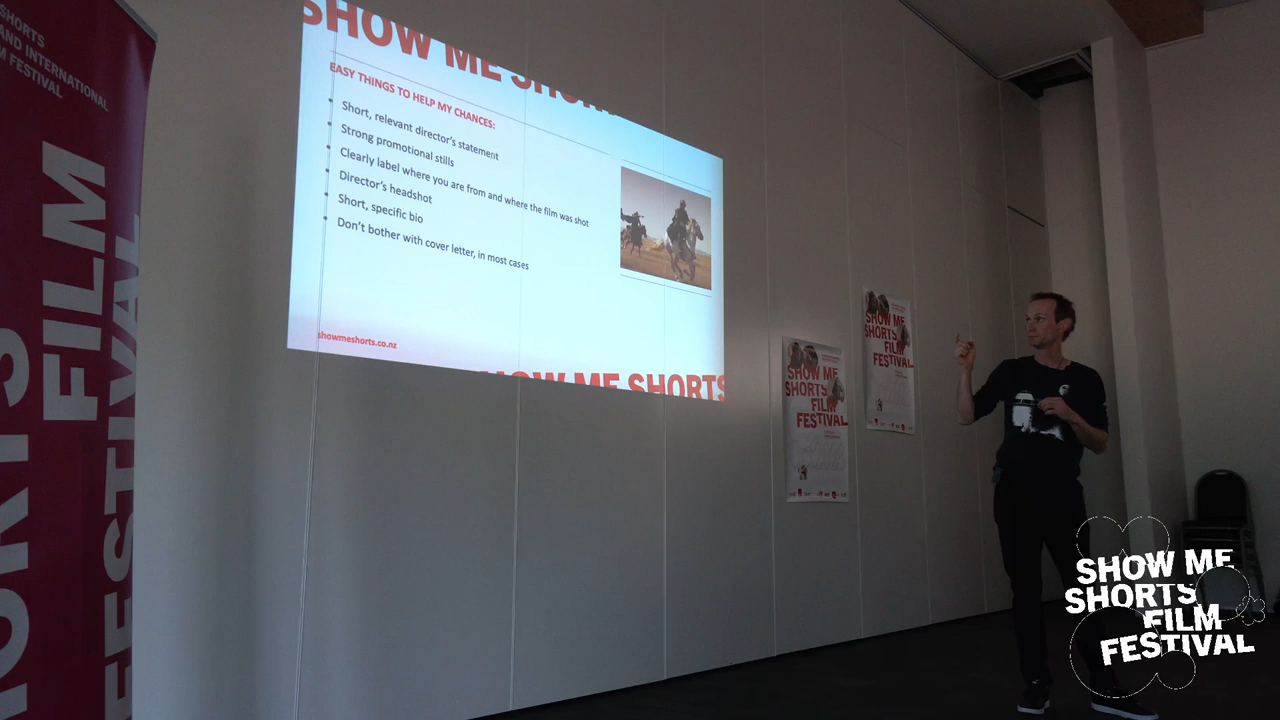 SHORTS
AND INTERNATIONAL
FILM FESTIVAL
SHORTS
FILM
FESTIVAL
SHOW ME SHORTS
EASY THINGS TO HELP MY CHANCES:
Short, relevant director's statement
Strong promotional stills
Clearly label where you are from and where the film was shot
Director's headshot
Short, specific bio
Don't bother with cover letter, in most cases
showmeshorts.co.nz
SHOW ME SHORTS
SHOW ME
SHORTS
FILM
FESTIVAL
SHOW ME
SHORTS
FILM
FESTIVAL
SHOW ME
SHORTS
FILM
FESTIVAL